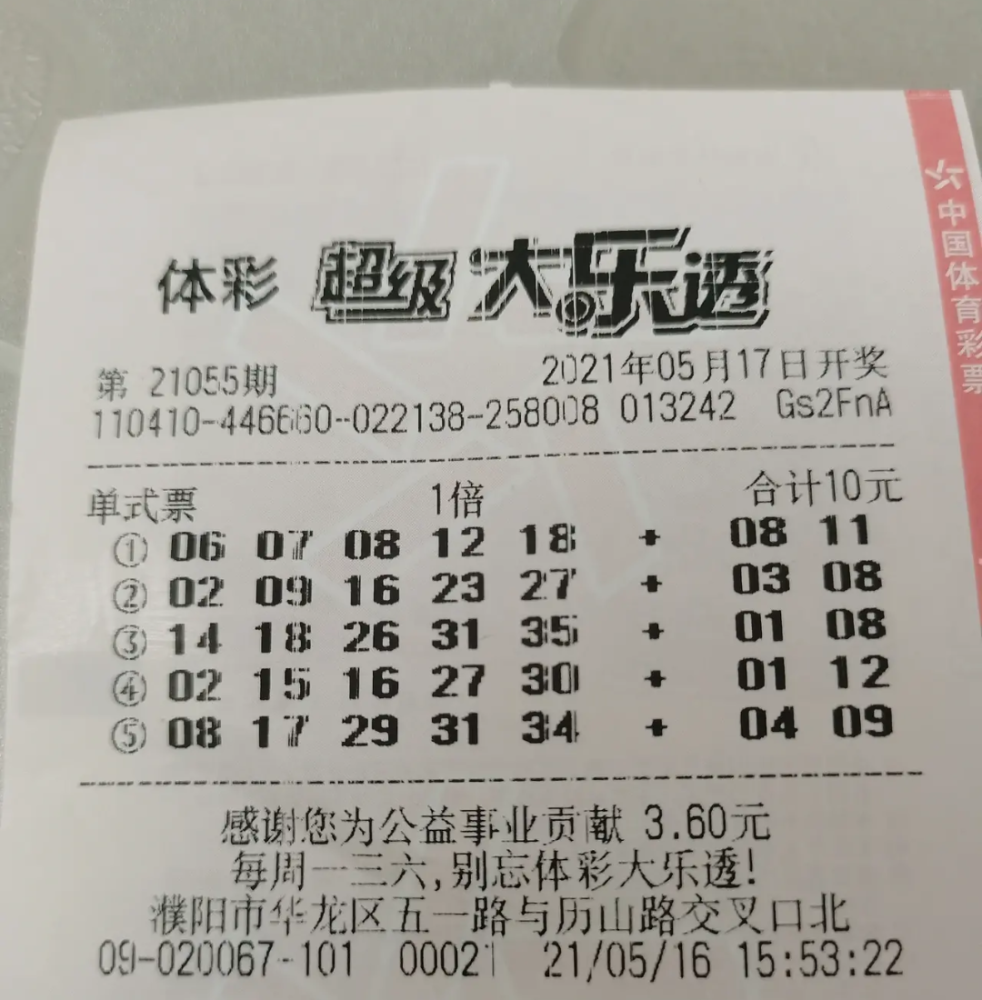 体彩 超级大乐透
第 21055期 2021年05月17日开奖
110410-446660-022138-258008 013242 Gs2FnA
单式票 1倍 合计10元
① 06 07 08 12 18 + 08 11
② 02 09 16 23 27 + 03 08
③ 14 18 26 31 35 + 01 08
④ 02 15 16 27 30 + 01 12
⑤ 08 17 29 31 34 + 04 09
感谢您为公益事业贡献 3.60元
每周一三六,别忘体彩大乐透!
濮阳市华龙区五一路与历山路交叉口北
09-020067-101 00021 21/05/16 15:53:22
中国体育彩票